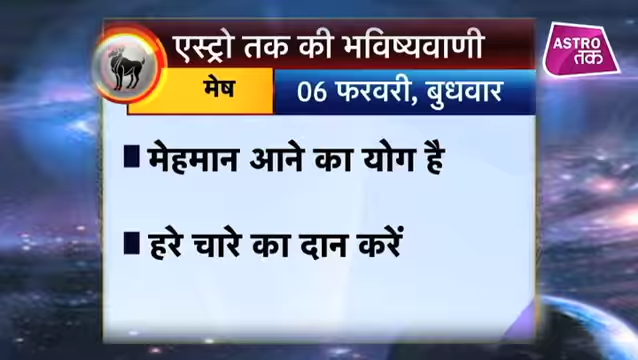 एस्ट्रो तक की भविष्यवाणी
ASTRO
तक
मेष
06 फरवरी, बुधवार
मेहमान आने का योग है
हरे चारे का दान करें